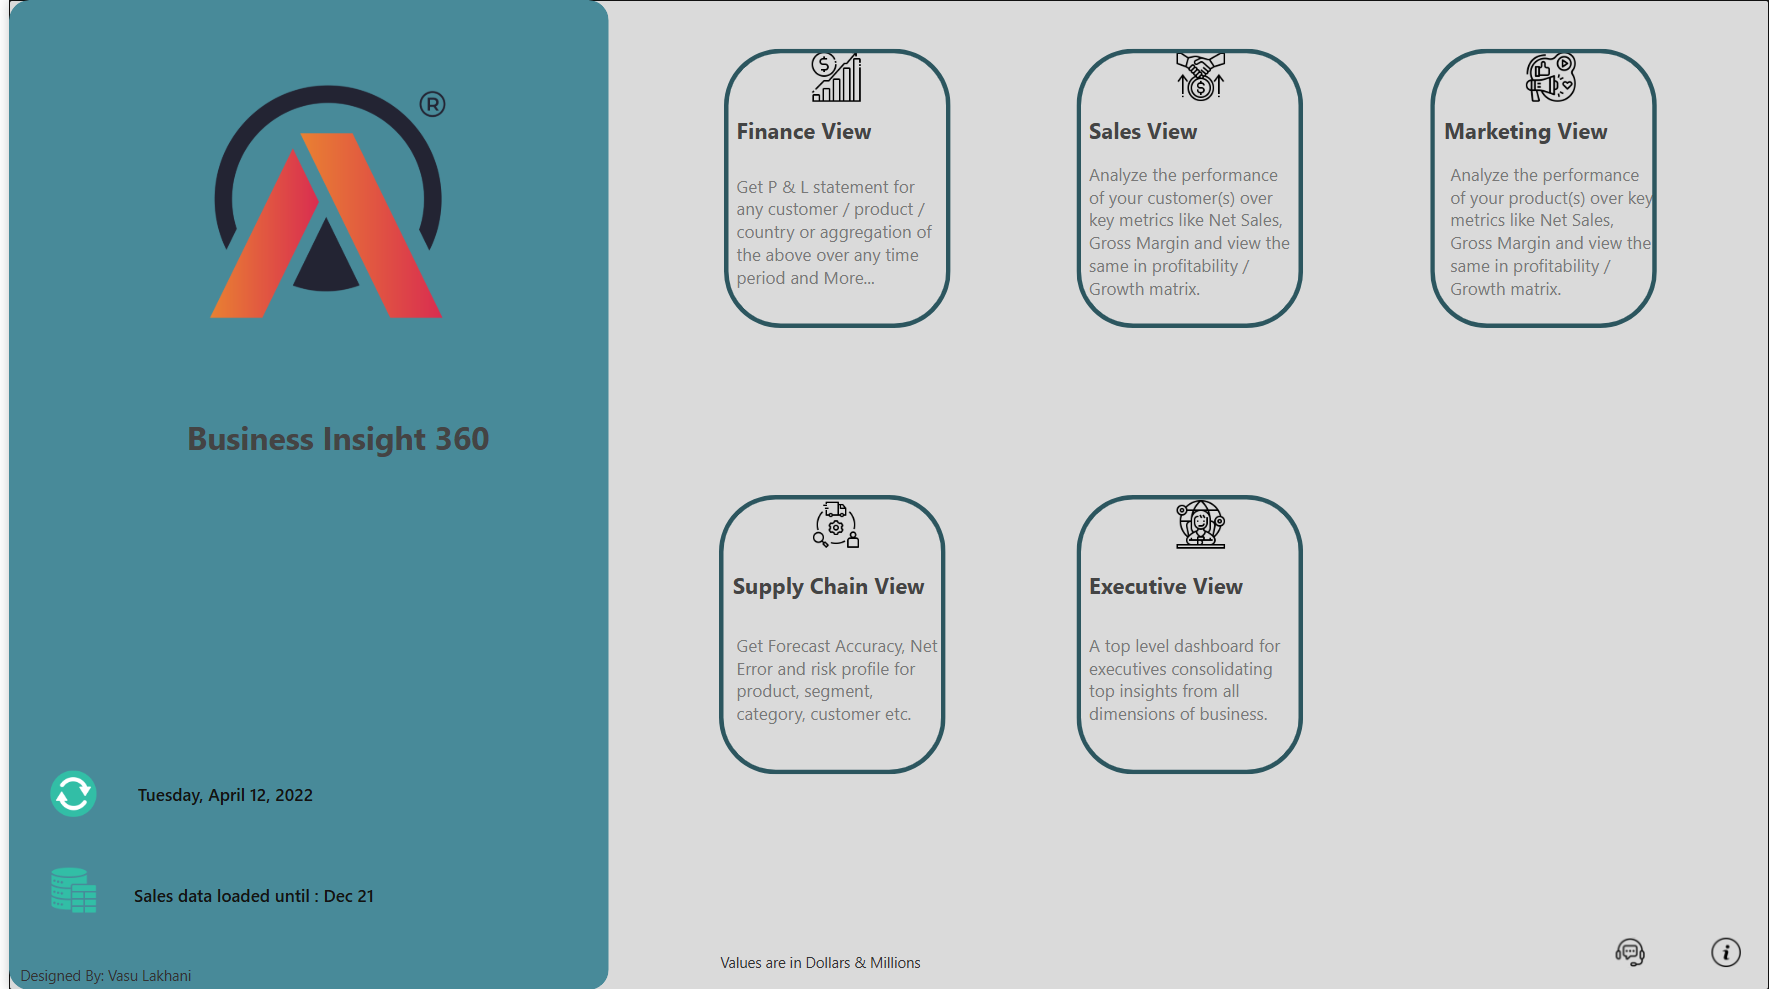 ®
Business Insight 360
Tuesday, April 12, 2022
Sales data loaded until : Dec 21
Designed By: Vasu Lakhani
Finance View
Get P & L statement for
any customer / product /
country or aggregation of
the above over any time
period and More...
Sales View
Analyze the performance
of your customer(s) over
key metrics like Net Sales,
Gross Margin and view the
same in profitability /
Growth matrix.
Marketing View
Analyze the performance
of your product(s) over key
metrics like Net Sales,
Gross Margin and view the
same in profitability /
Growth matrix.
Supply Chain View
Get Forecast Accuracy, Net
Error and risk profile for
product, segment,
category, customer etc.
Executive View
A top level dashboard for
executives consolidating
top insights from all
dimensions of business.
Values are in Dollars & Millions